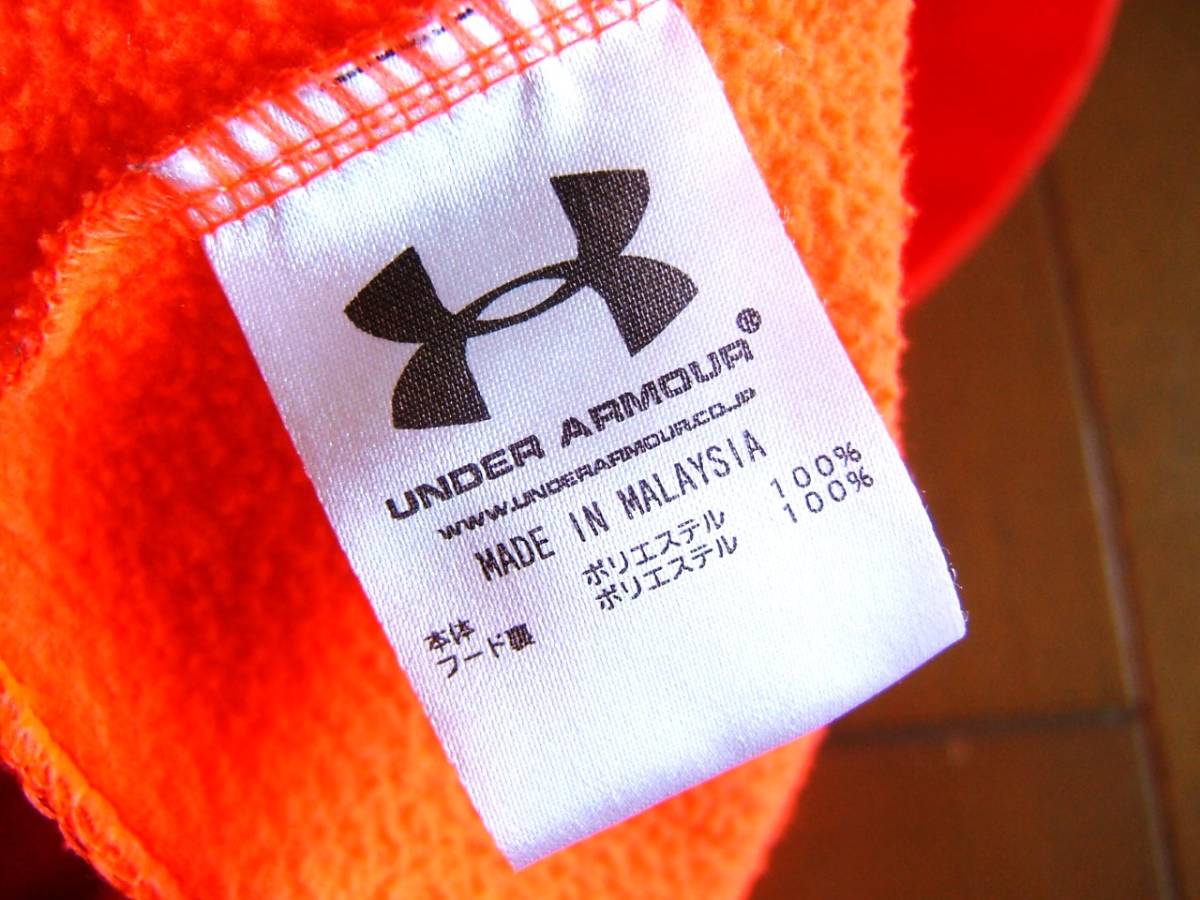 UNDER ARMOUR®
WWW.UNDERARMOUR.CO.JP
MADE IN MALAYSIA
本体 ポリエステル 100%
フード裏 ポリエステル 100%